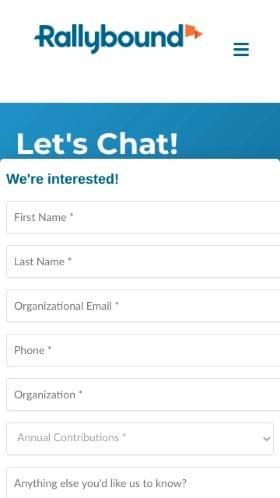 Rallybound
Let's Chat!
We're interested!
First Name *
Last Name *
Organizational Email *
Phone *
Organization *
Annual Contributions *
Anything else you'd like us to know?